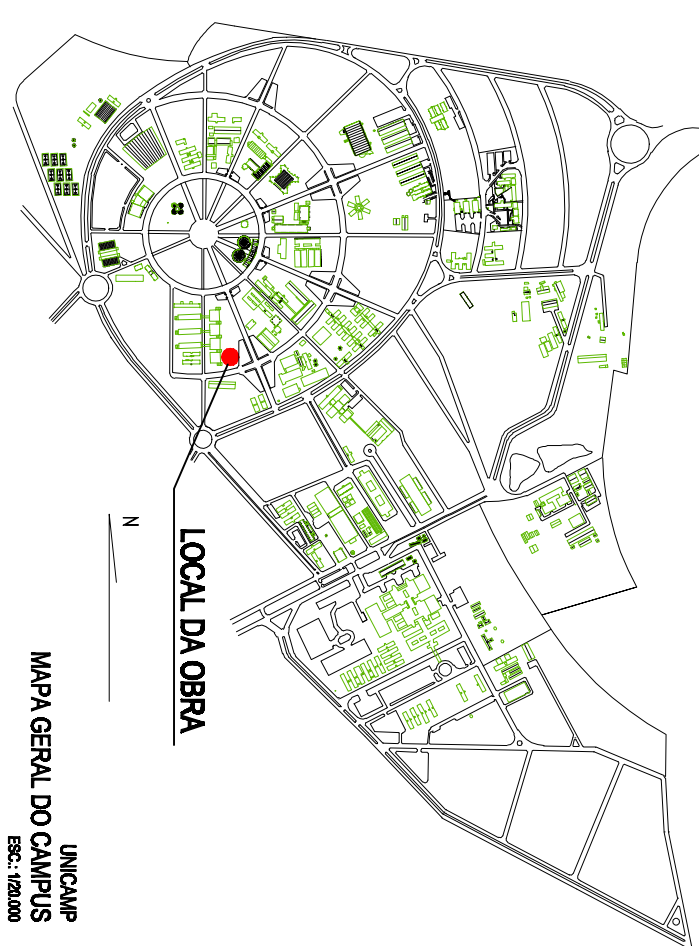 N
LOCAL DA OBRA
UNICAMP
MAPA GERAL DO CAMPUS
ESC.: 1/20.000